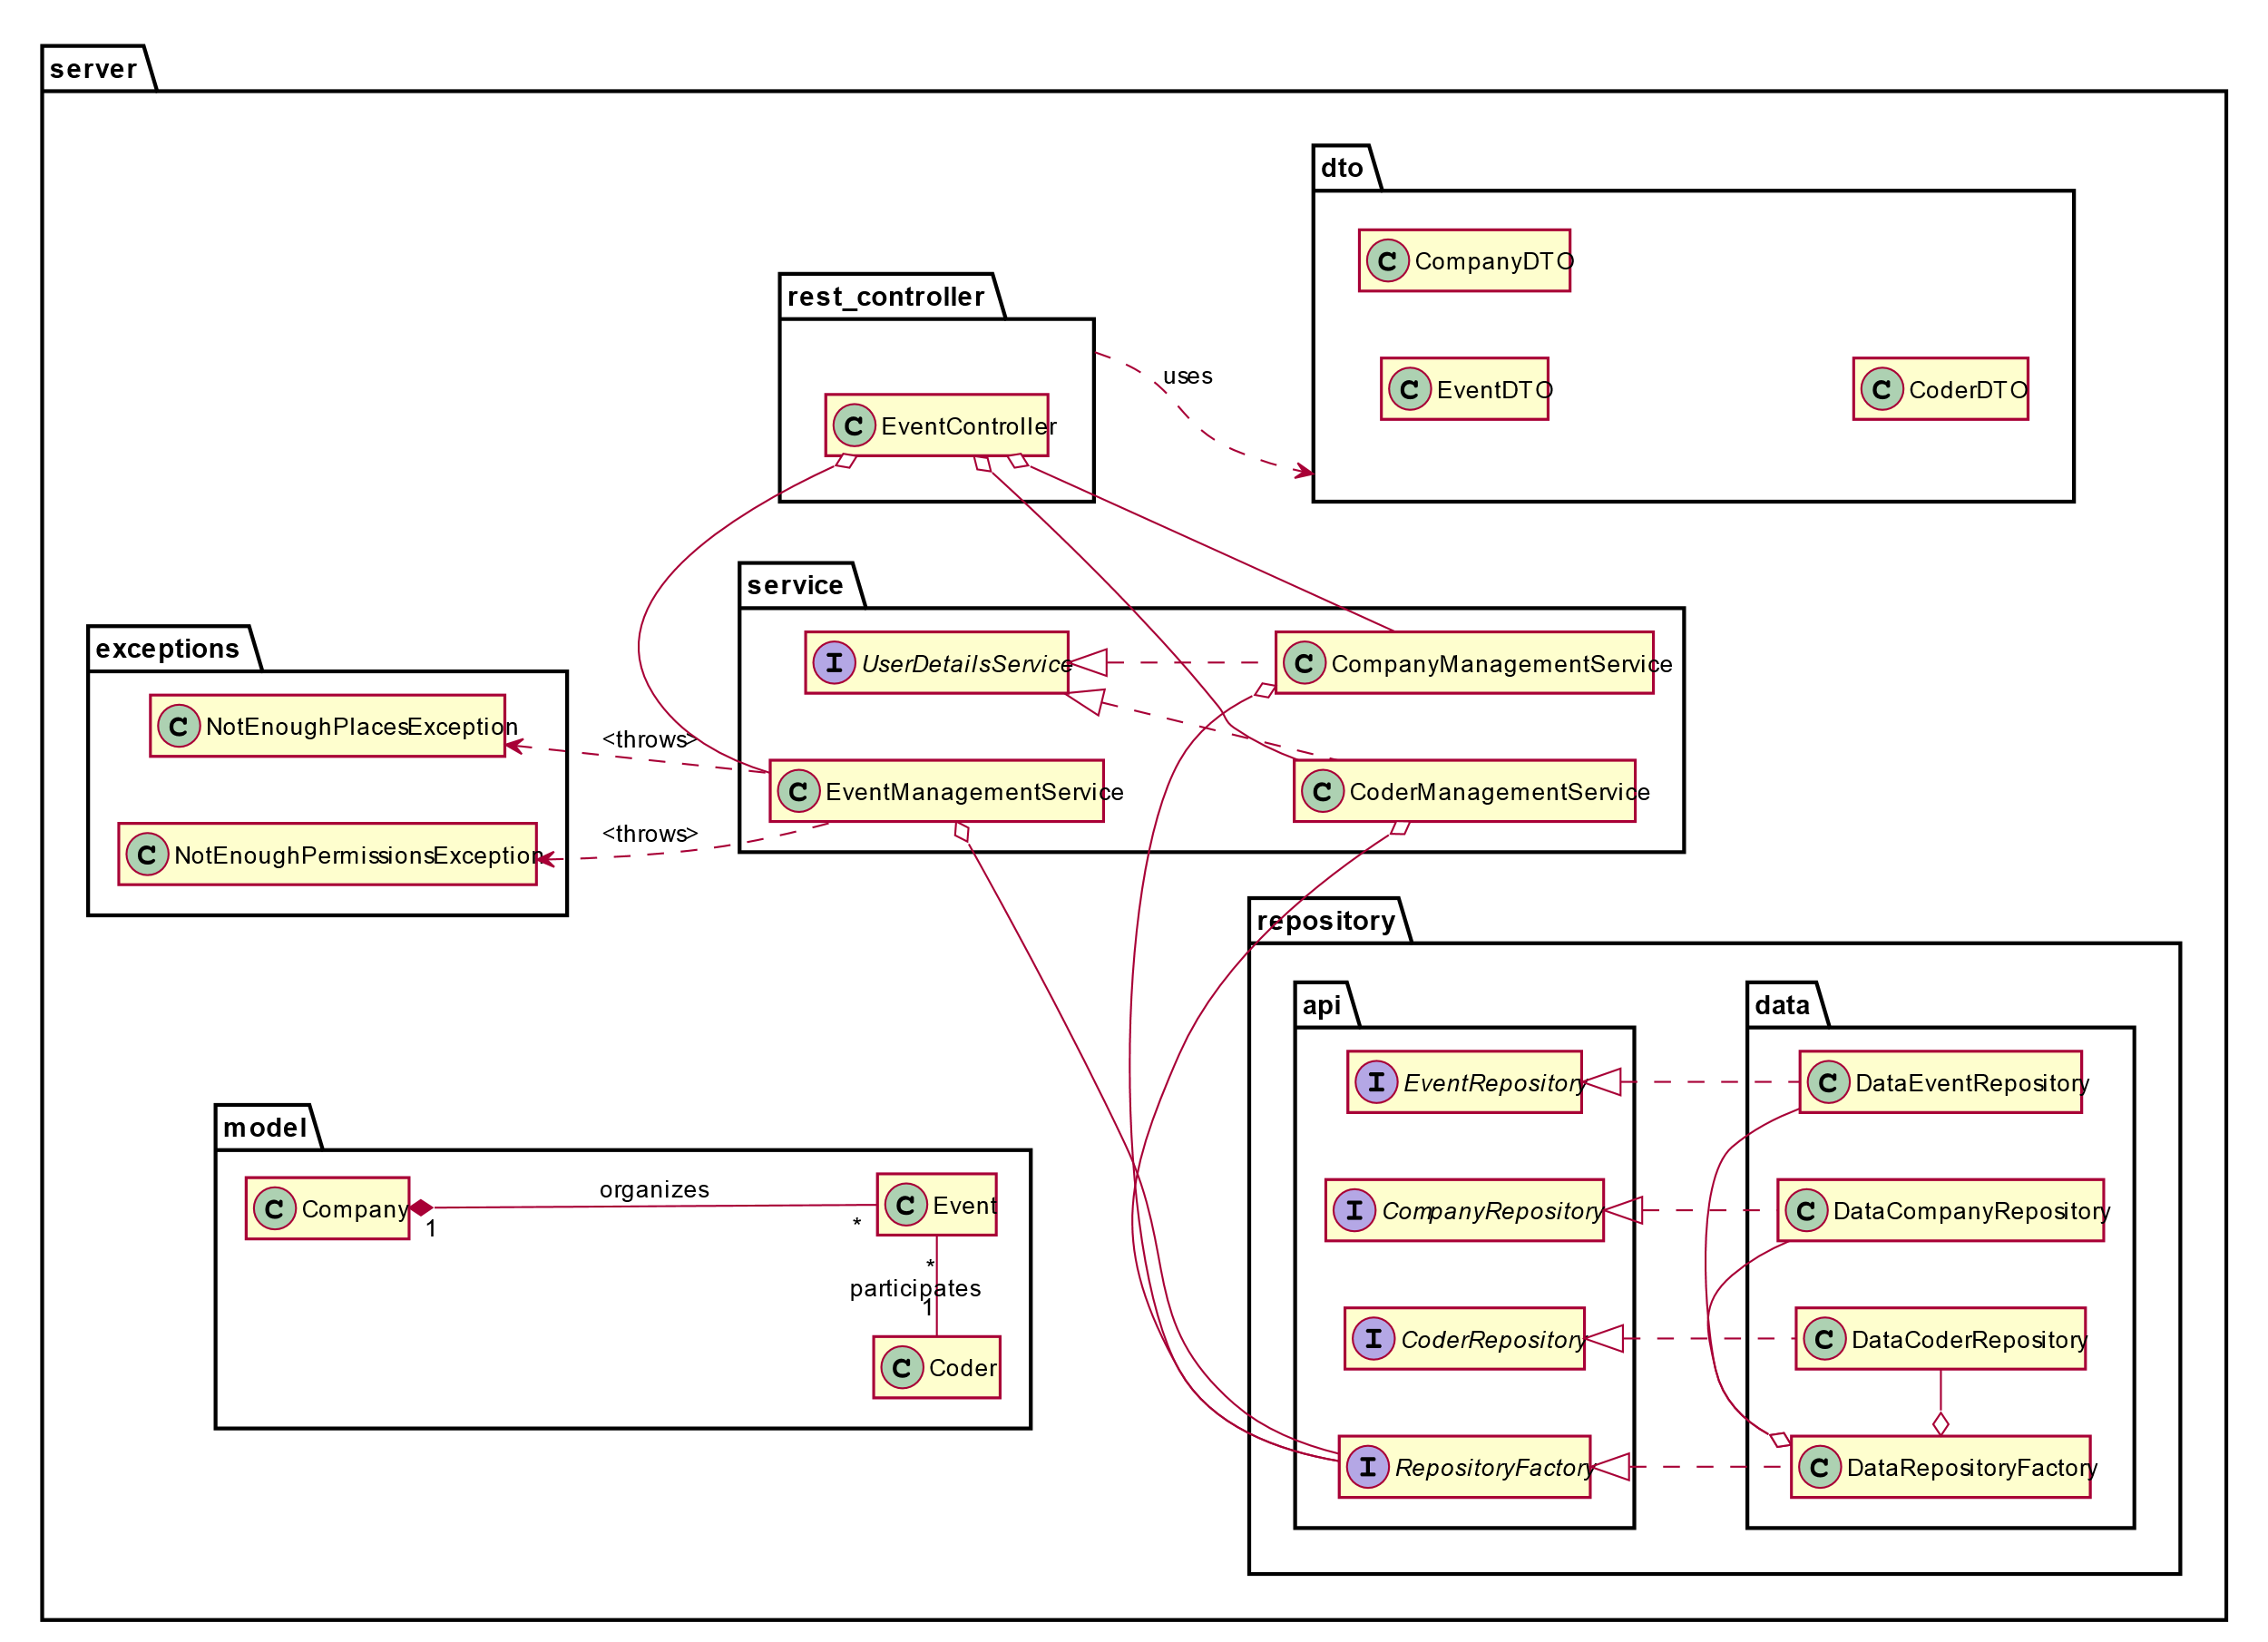 server
dto
C CompanyDTO
rest_controller
uses
C EventDTO
C CoderDTO
C EventController
service
exceptions
I UserDetailsService
C CompanyManagementService
C NotEnoughPlacesException
<throws>
C EventManagementService
C CoderManagementService
<throws>
C NotEnoughPermissionsException
repository
api
data
I EventRepository
C DataEventRepository
model
organizes
C Company
C Event
1
*
I CompanyRepository
C DataCompanyRepository
*
participates
1
I CoderRepository
C DataCoderRepository
C Coder
I RepositoryFactory
C DataRepositoryFactory